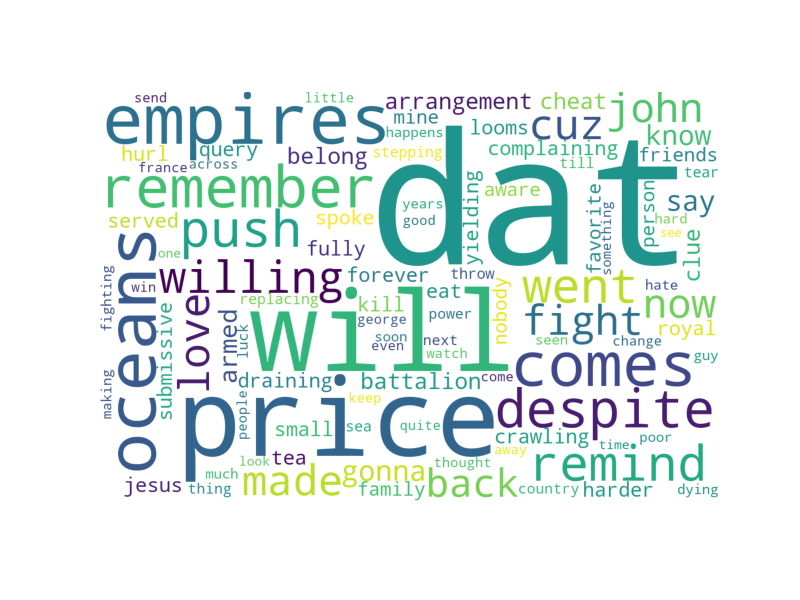 send
little
empires
arrangement
cheat
john
mine
happens
looms
cuz
know
hurl
query
belong
dat
stepping
complaining
till
friends
france
across
tear
remember
aware
served
push
spoke
years
good
yielding
favorite
something
person
hard
see
say
clue
one
fully
oceans
fighting
win
willing
forever
throw
went
now
hate
love
replacing
kill
eat
nobody
submissive
luck
armed
will
george
power
soon
even
next
watch
fight
seen
change
royal
making
draining
battalion
come
comes
guy
people
price
keep
despite
small
sea
quite
crawling
time
poor
look
tea
thought
away
remind
much
jesus
thing
made
gonna
family
back
country
harder
dying